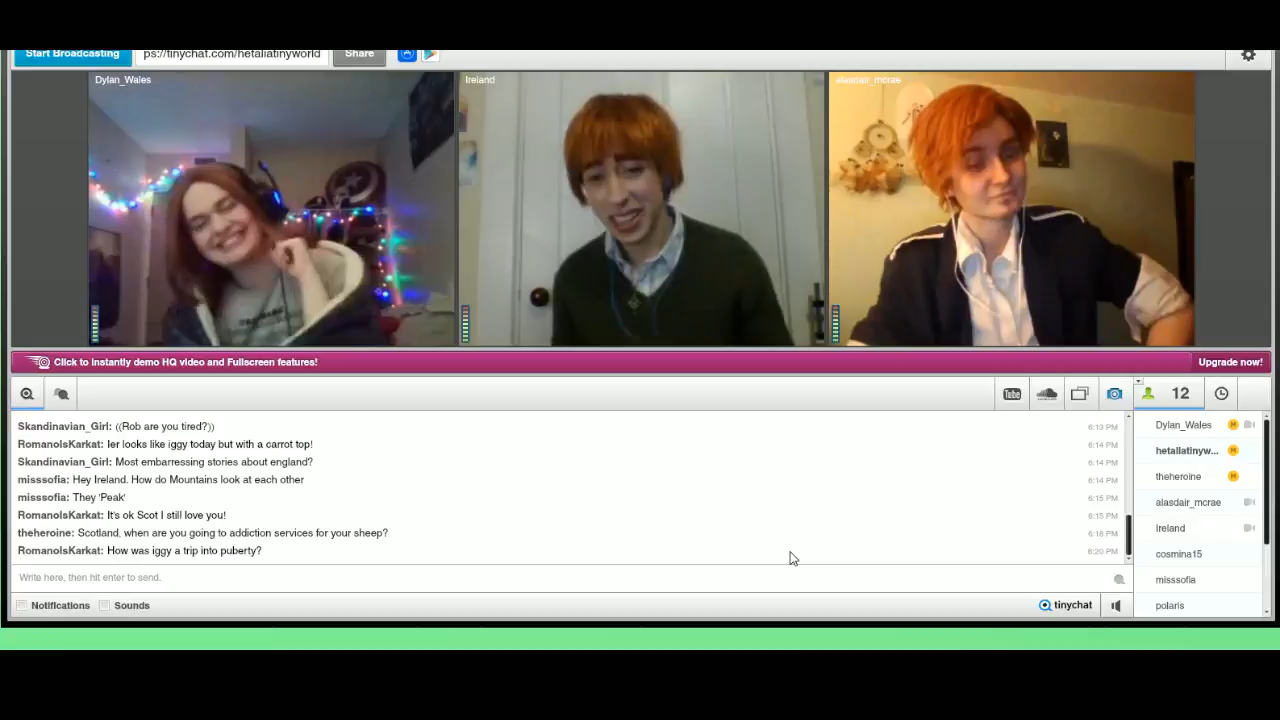 Start Broadcasting
ps://tinychat.com/hetaliatinyworld
Share
Dylan_Wales
Ireland
alasdair_mcrae
Click to instantly demo HQ video and Fullscreen features!
Upgrade now!
You Tube
12
Skandinavian_Girl: ((Rob are you tired?))
6:13 PM
RomanoIsKarkat: Ier looks like iggy today but with a carrot top!
6:14 PM
Skandinavian_Girl: Most embarressing stories about england?
6:14 PM
misssofia: Hey Ireland. How do Mountains look at each other
6:14 PM
misssofia: They 'Peak'
6:15 PM
RomanoIsKarkat: It's ok Scot I still love you!
6:15 PM
theheroine: Scotland, when are you going to addiction services for your sheep?
6:18 PM
RomanoIsKarkat: How was iggy a trip into puberty?
6:20 PM
Dylan_Wales M
hetaliatinyw... M
theheroine M
alasdair_mcrae
Ireland
cosmina15
misssofia
polaris
Write here, then hit enter to send.
Notifications
Sounds
tinychat